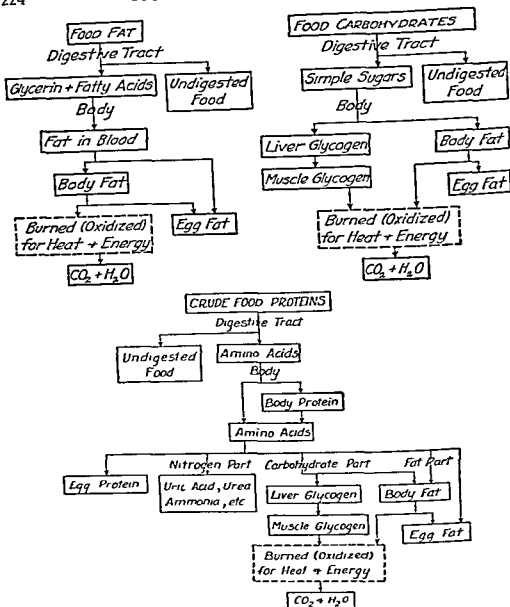 224
FOOD FAT
Digestive Tract
Glycerin + Fatty Acids
Undigested
Food
Body
Fat in Blood
Body Fat
Burned (Oxidized)
for Heat + Energy
Egg Fat
CO2 + H2O
FOOD CARBOHYDRATES
Digestive Tract
Simple Sugars
Undigested
Food
Body
Liver Glycogen
Body Fat
Muscle Glycogen
Egg Fat
Burned (Oxidized)
for Heat + Energy
CO2 + H2O
CRUDE FOOD PROTEINS
Digestive Tract
Undigested
Food
Amino Acids
Body
Body Protein
Amino Acids
Nitrogen Part
Carbohydrate Part
Fat Part
Egg Protein
Uric Acid, Urea
Ammonia, etc
Liver Glycogen
Body Fat
Muscle Glycogen
Egg Fat
Burned (Oxidized)
for Heat + Energy
CO2 + H2O